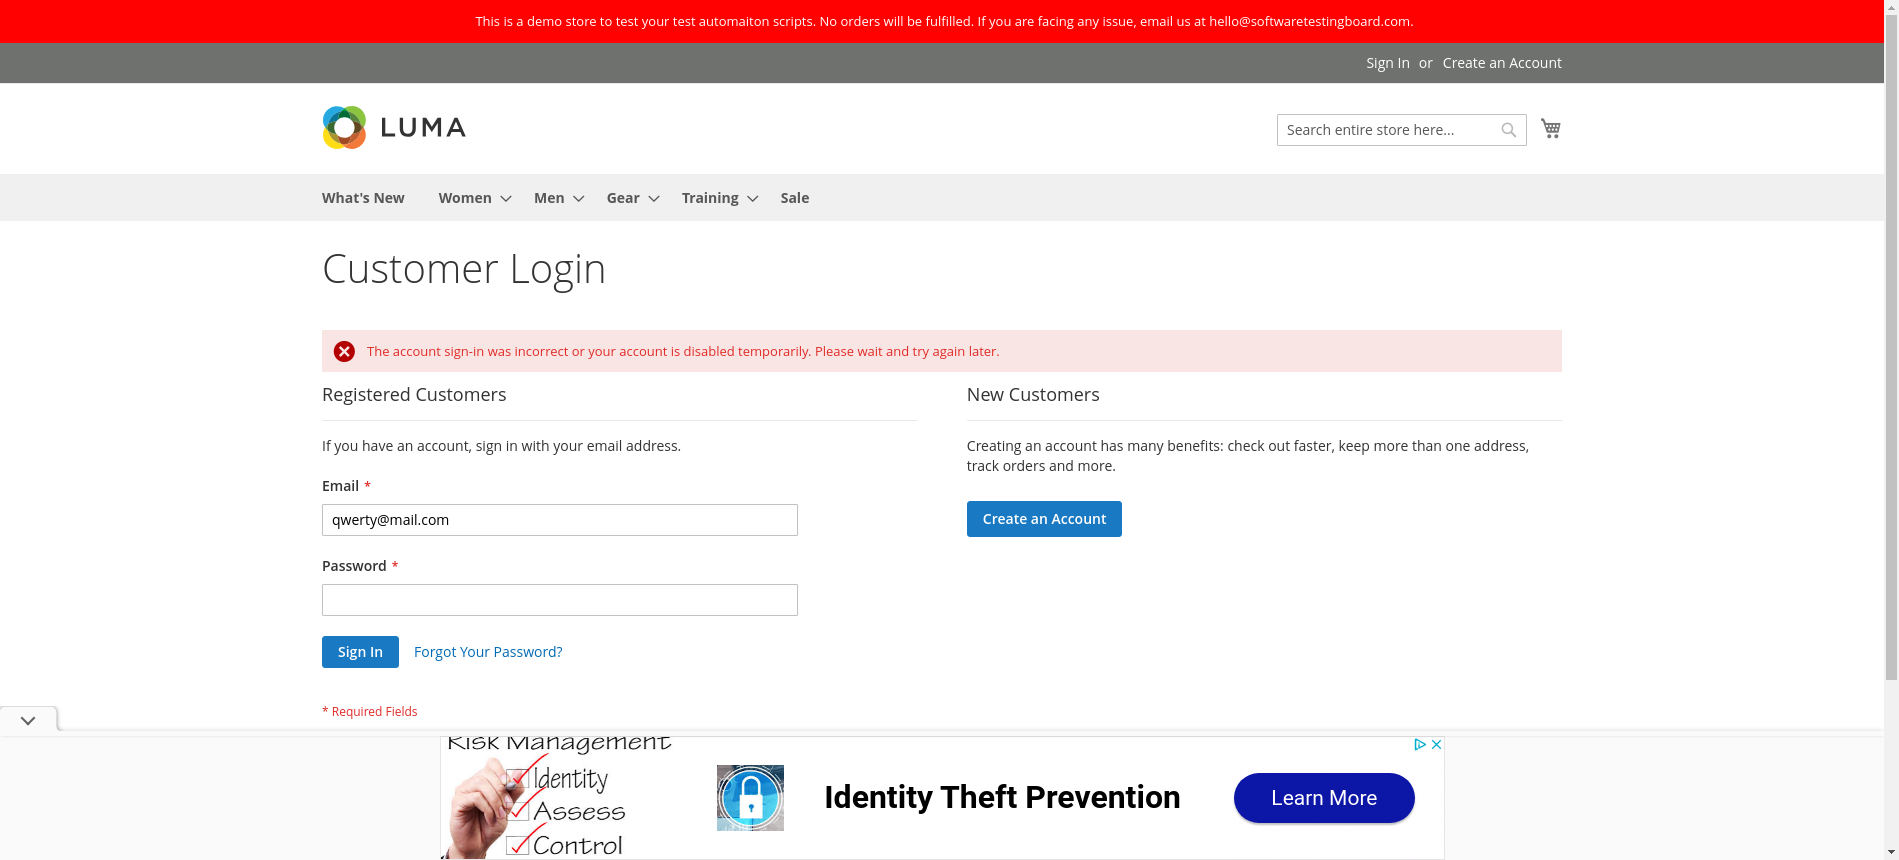 This is a demo store to test your test automaiton scripts. No orders will be fulfilled. If you are facing any issue, email us at hello@softwaretestingboard.com.
Sign In or Create an Account
LUMA
Search entire store here...
What's New Women Men Gear Training Sale
Customer Login
The account sign-in was incorrect or your account is disabled temporarily. Please wait and try again later.
Registered Customers
If you have an account, sign in with your email address.
Email *
qwerty@mail.com
Password *
Sign In Forgot Your Password?
* Required Fields
New Customers
Creating an account has many benefits: check out faster, keep more than one address,
track orders and more.
Create an Account
Risk Management
Identity
Assess
Control
Identity Theft Prevention
Learn More